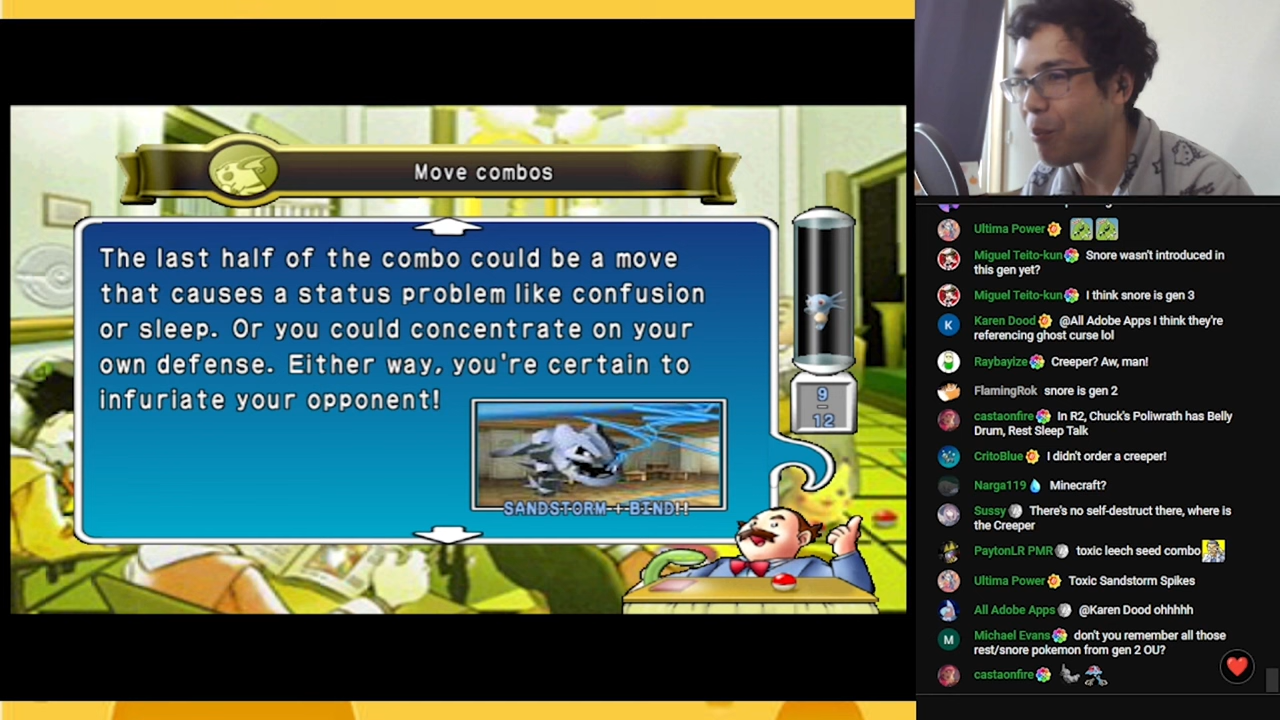 Move combos
The last half of the combo could be a move
that causes a status problem like confusion
or sleep. Or you could concentrate on your
own defense. Either way, you're certain to
infuriate your opponent!
SANDSTORM + BIND!!
9
-
12
Ultima Power
Miguel Teito-kun Snore wasn't introduced in
this gen yet?
Miguel Teito-kun I think snore is gen 3
K Karen Dood @All Adobe Apps I think they're
referencing ghost curse lol
Raybayize Creeper? Aw, man!
FlamingRok snore is gen 2
castaonfire In R2, Chuck's Poliwrath has Belly
Drum, Rest Sleep Talk
CritoBlue I didn't order a creeper!
Narga119 Minecraft?
Sussy There's no self-destruct there, where is
the Creeper
PaytonLR PMR toxic leech seed combo
Ultima Power Toxic Sandstorm Spikes
All Adobe Apps @Karen Dood ohhhhh
M Michael Evans don't you remember all those
rest/snore pokemon from gen 2 OU?
castaonfire